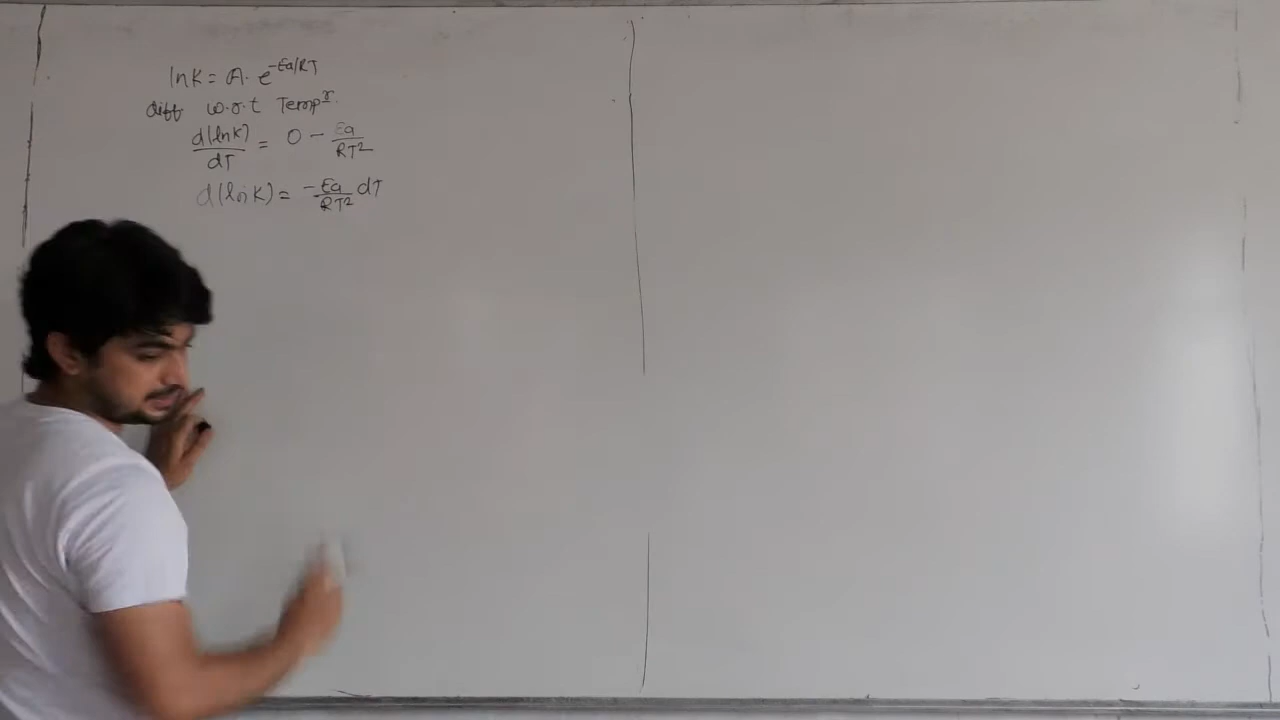 lnK = A. e^-Ea/RT
diff w.r.t Temp^r.
d(lnK)/dT = 0 - Ea/RT²
d(lnK) = -Ea/RT² dT